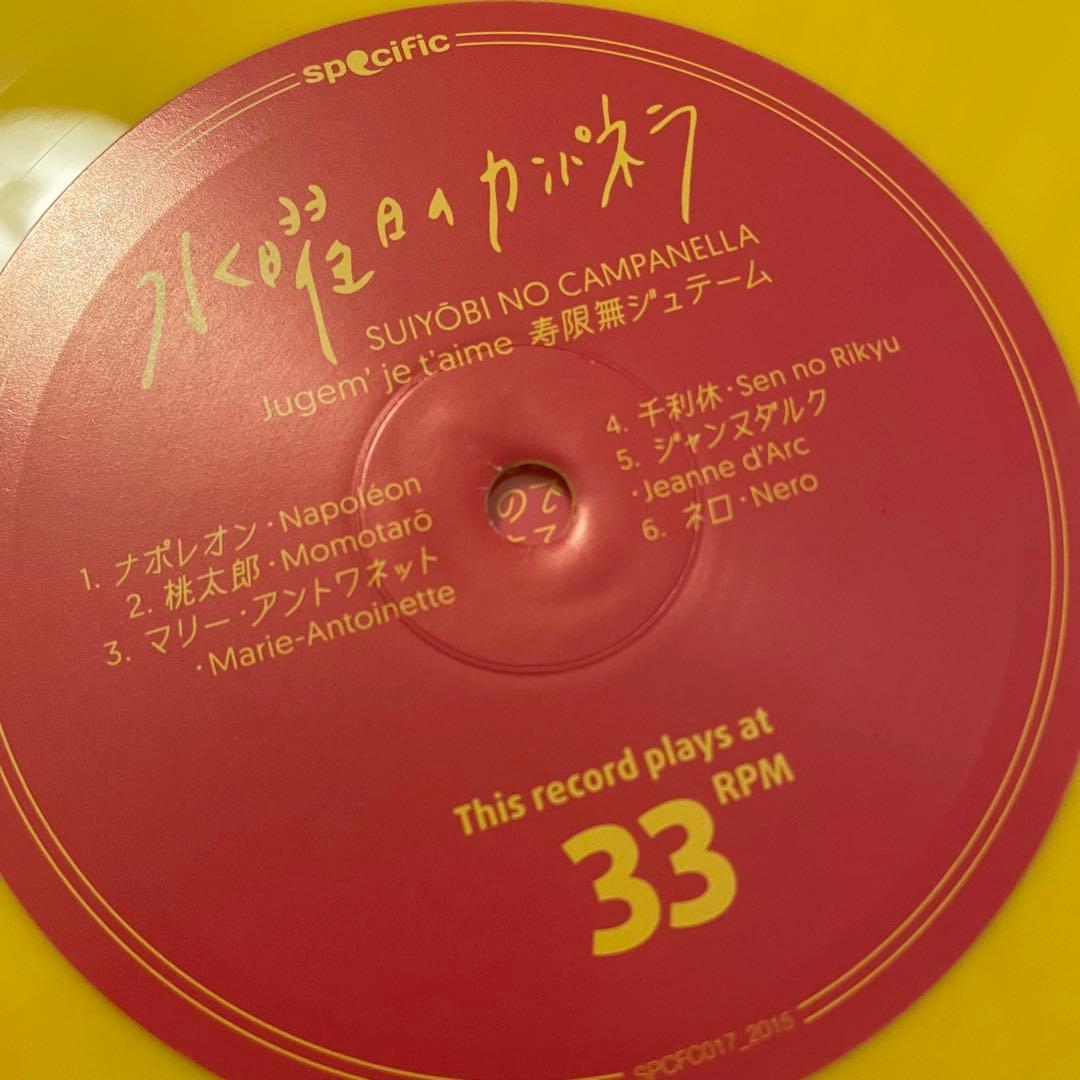 specific
水曜日のカンパネラ
SUIYŌBI NO CAMPANELLA
Jugem' je t'aime 寿限無ジュテーム
1. ナポレオン・Napoléon
2. 桃太郎・Momotarō
3. マリー・アントワネット
・Marie-Antoinette
4. 千利休・Sen no Rikyu
5. ジャンヌダルク
・Jeanne d'Arc
6. ネロ・Nero
ので
This record plays at
33 RPM
SPCFC017_2015